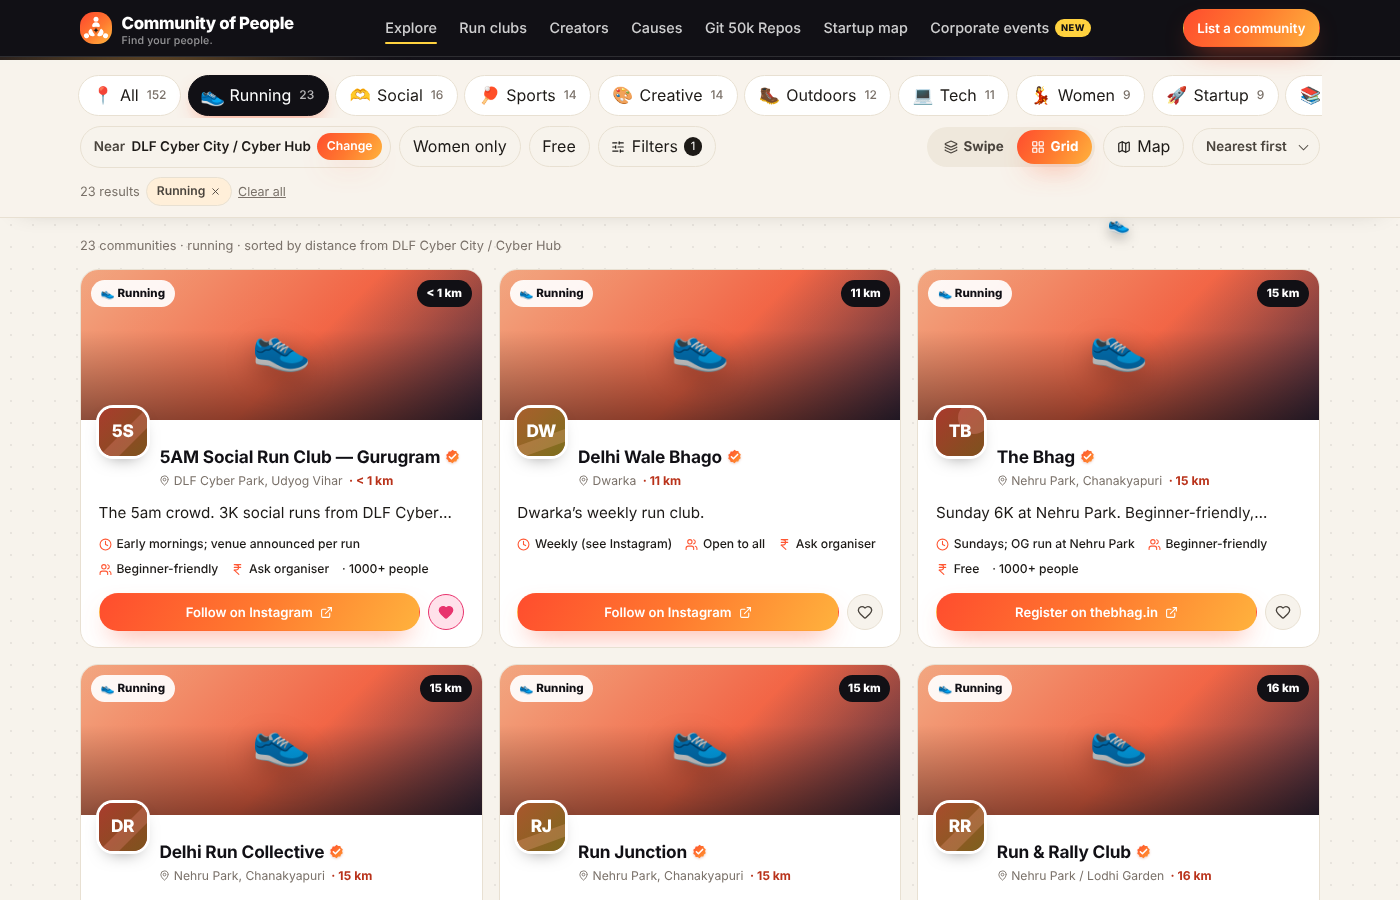 Community of People
Find your people.
Explore Run clubs Creators Causes Git 50k Repos Startup map Corporate events NEW
List a community
All 152 Running 23 Social 16 Sports 14 Creative 14 Outdoors 12 Tech 11 Women 9 Startup 9
Near DLF Cyber City / Cyber Hub Change Women only Free Filters 1 Swipe Grid Map Nearest first
23 results Running × Clear all
23 communities · running · sorted by distance from DLF Cyber City / Cyber Hub
Running < 1 km
5S
5AM Social Run Club — Gurugram
DLF Cyber Park, Udyog Vihar · < 1 km
The 5am crowd. 3K social runs from DLF Cyber...
Early mornings; venue announced per run
Beginner-friendly Ask organiser · 1000+ people
Follow on Instagram
Running 11 km
DW
Delhi Wale Bhago
Dwarka · 11 km
Dwarka's weekly run club.
Weekly (see Instagram) Open to all ₹ Ask organiser
Follow on Instagram
Running 15 km
TB
The Bhag
Nehru Park, Chanakyapuri · 15 km
Sunday 6K at Nehru Park. Beginner-friendly,...
Sundays; OG run at Nehru Park Beginner-friendly
₹ Free · 1000+ people
Register on thebhag.in
Running 15 km
DR
Delhi Run Collective
Nehru Park, Chanakyapuri · 15 km
Running 15 km
RJ
Run Junction
Nehru Park, Chanakyapuri · 15 km
Running 16 km
RR
Run & Rally Club
Nehru Park / Lodhi Garden · 16 km